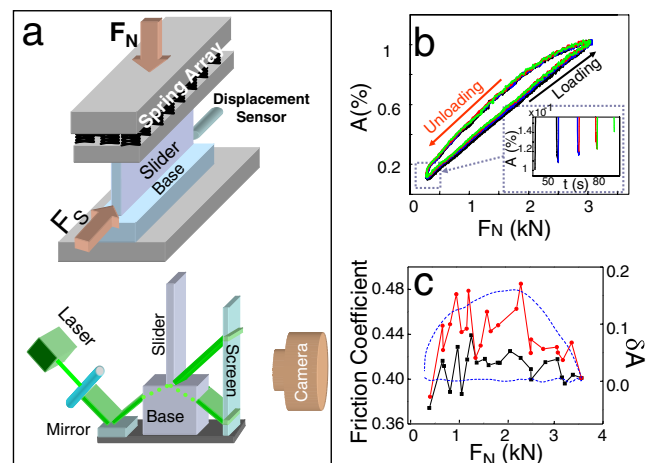 a
F_N
Spring Array
Displacement
Sensor
Slider
Base
F_S
Laser
Mirror
Slider
Base
Screen
Camera
b
A(%)
1
0.6
0.2
Unloading
Loading
x10⁻¹
A (%)
1.4
1.2
1
50
80
t (s)
0
1
2
3
F_N (kN)
c
Friction Coefficient
0.48
0.44
0.40
0.36
0.2
0.1
0.0
δA
0
1
2
3
4
F_N (kN)